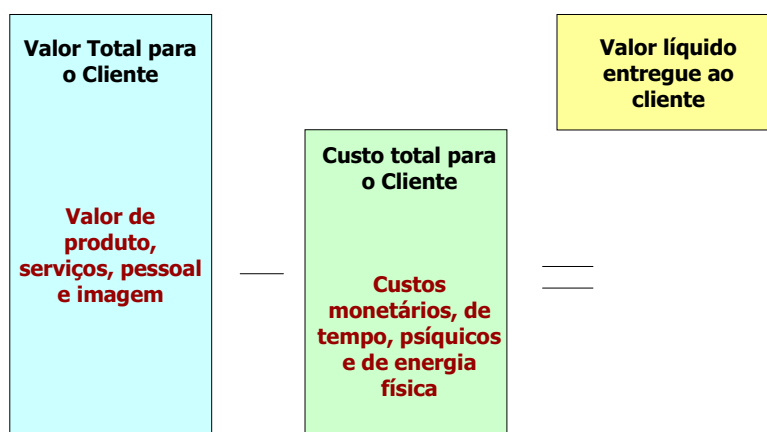 Valor Total para
o Cliente
Valor de
produto,
serviços, pessoal
e imagem
Custo total para
o Cliente
Custos
monetários, de
tempo, psíquicos
e de energia
física
Valor líquido
entregue ao
cliente